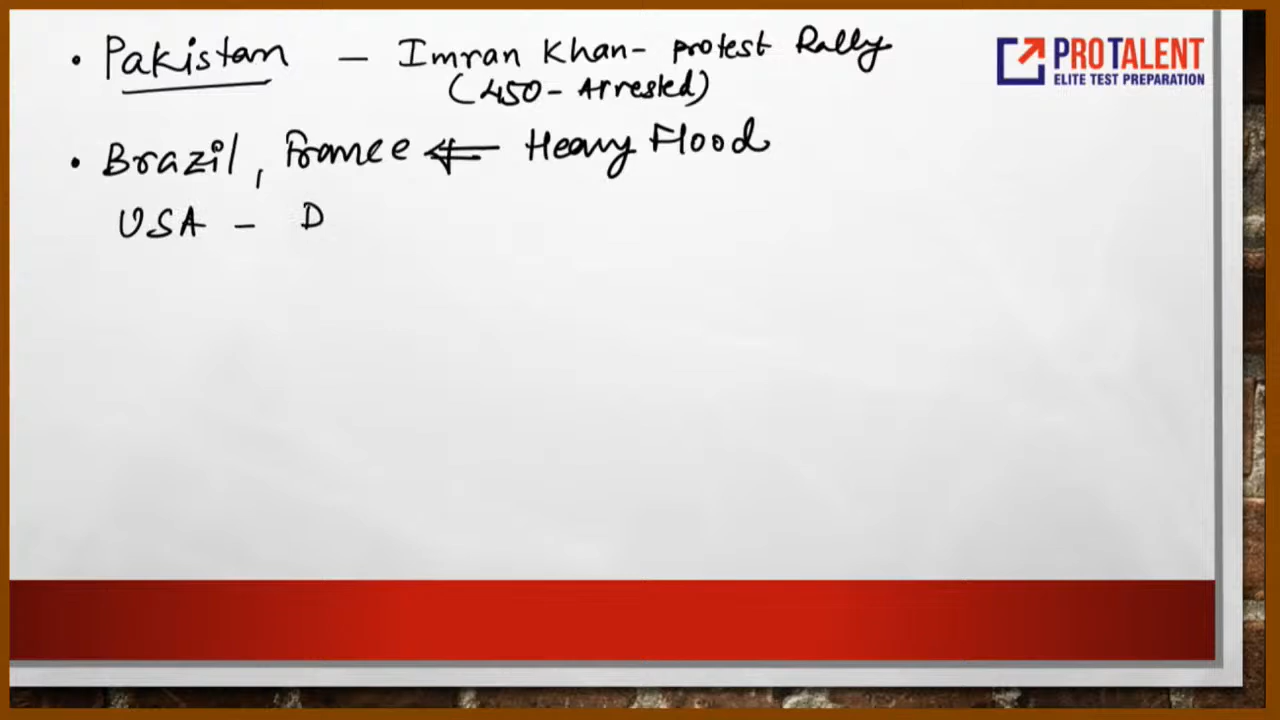 • Pakistan – Imran Khan- protest Rally
(450 - Arrested)
PROTALENT
ELITE TEST PREPARATION
• Brazil, France ⇐ Heavy Flood
USA – D